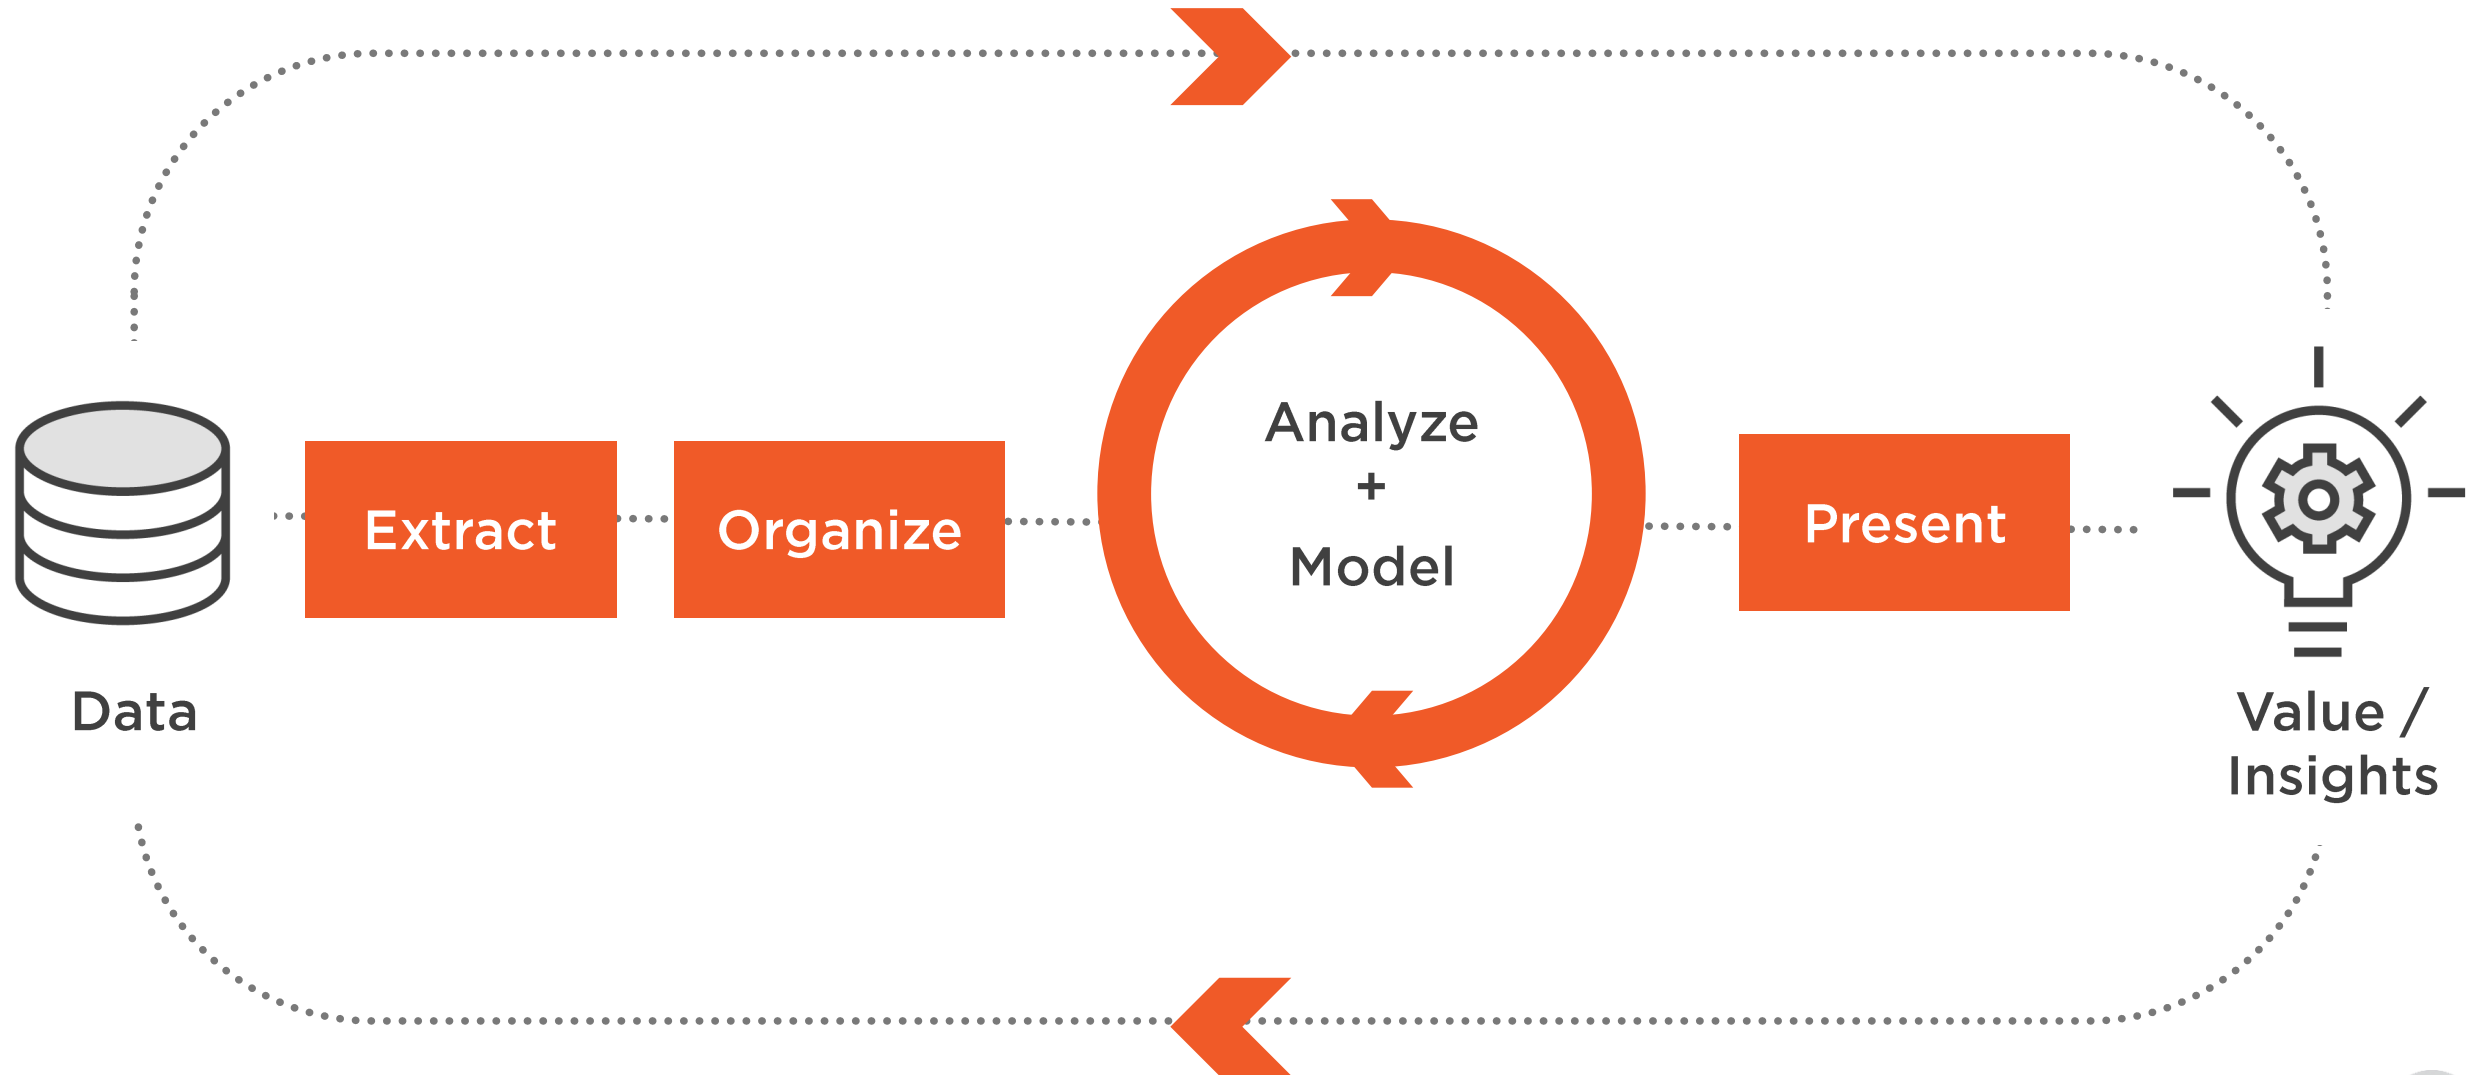 Extract
Organize
Analyze
+
Model
Present
Data
Value /
Insights